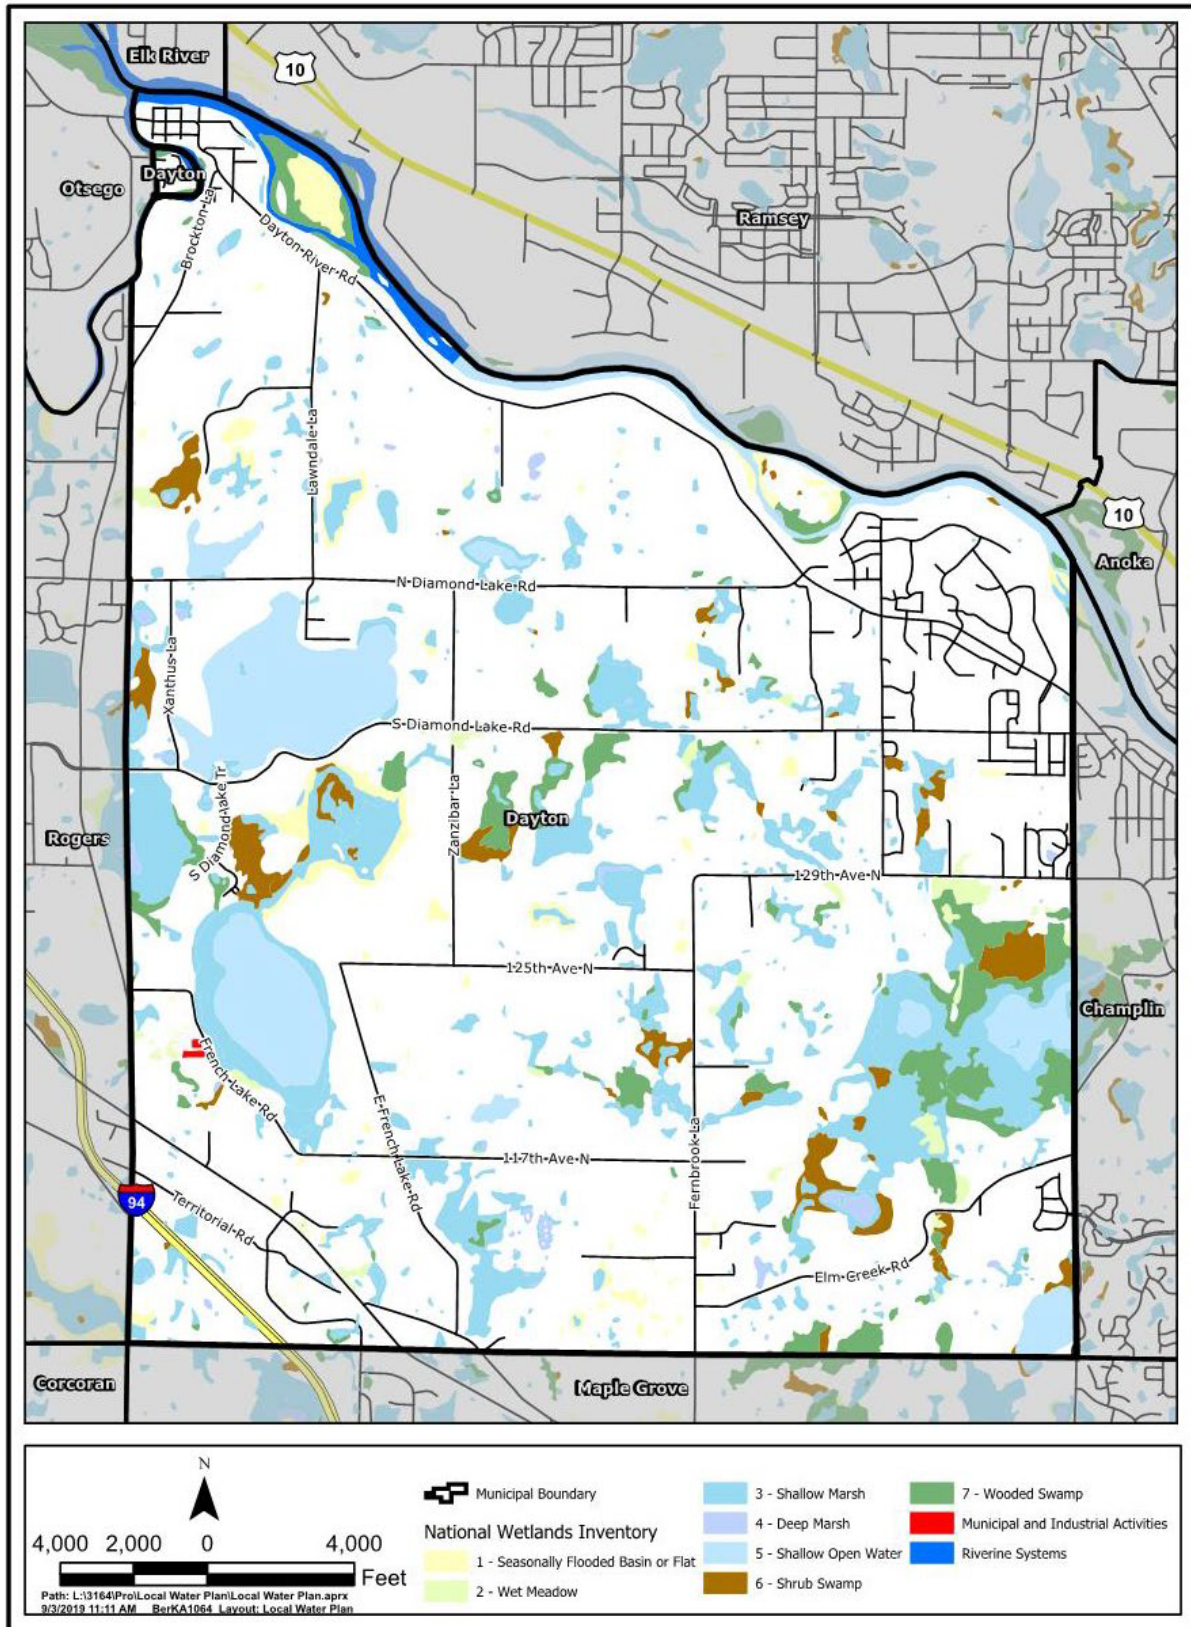 Elk River
10
Otsego
Dayton
Ramsey
Brockton La
Dayton River Rd
Lawndale La
10
Anoka
N Diamond Lake Rd
Xanthus La
S Diamond Lake Rd
Zanzibar La
S Diamond Lake Tr
Rogers
Dayton
129th Ave N
125th Ave N
Champlin
French Lake Rd
E French Lake Rd
Fernbrook La
117th Ave N
94
Territorial Rd
Elm Creek Rd
Corcoran
Maple Grove
N
4,000 2,000 0 4,000
Feet
Path: L:\3164\Pro\Local Water Plan\Local Water Plan.aprx
9/3/2019 11:11 AM BerKA1064 Layout: Local Water Plan
Municipal Boundary
National Wetlands Inventory
1 - Seasonally Flooded Basin or Flat
2 - Wet Meadow
3 - Shallow Marsh
4 - Deep Marsh
5 - Shallow Open Water
6 - Shrub Swamp
7 - Wooded Swamp
Municipal and Industrial Activities
Riverine Systems